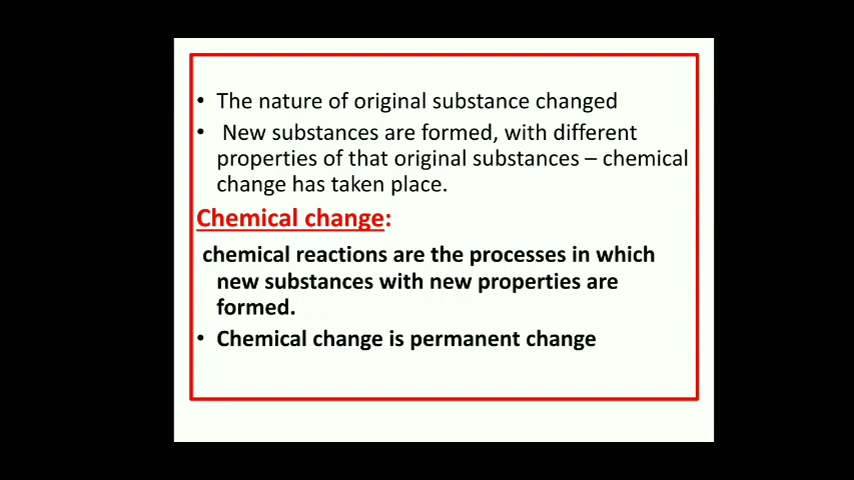 • The nature of original substance changed
• New substances are formed, with different
properties of that original substances – chemical
change has taken place.
Chemical change:
chemical reactions are the processes in which
new substances with new properties are
formed.
• Chemical change is permanent change